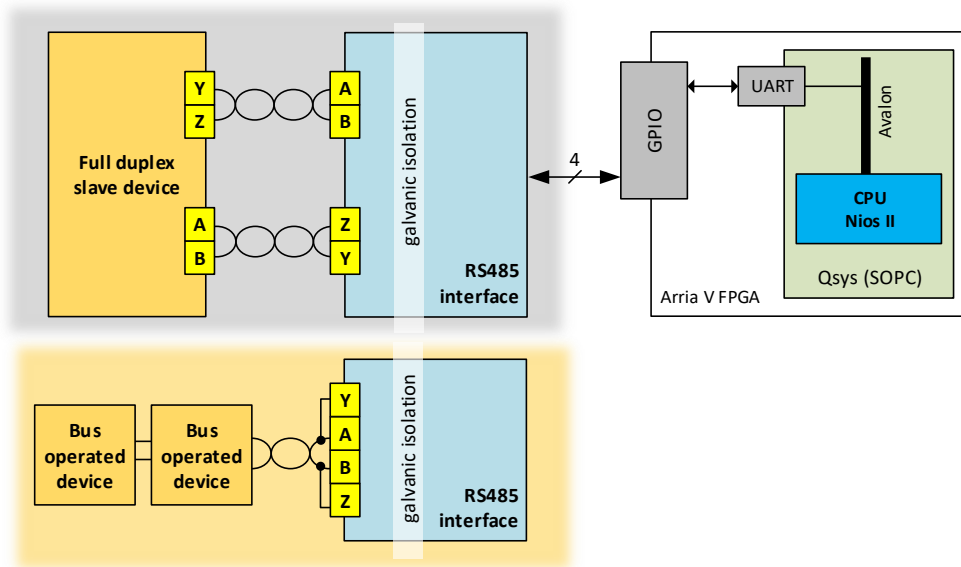 Full duplex
slave device
Y
Z
A
B
A
B
Z
Y
galvanic isolation
RS485
interface
4
GPIO
UART
Avalon
CPU
Nios II
Qsys (SOPC)
Arria V FPGA
Bus
operated
device
Bus
operated
device
Y
A
B
Z
galvanic isolation
RS485
interface